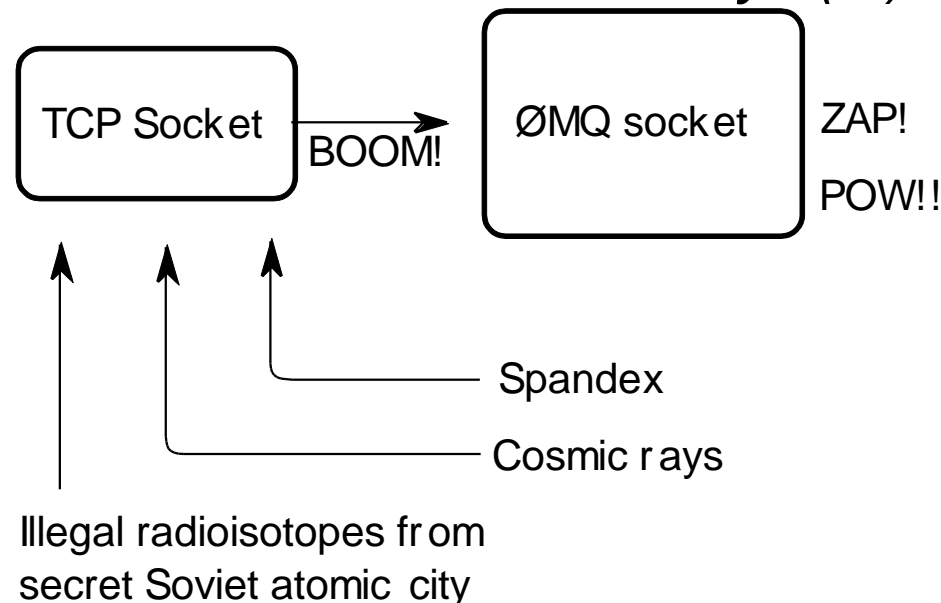 TCP Socket
BOOM!
ØMQ socket
ZAP!
POW!!
Spandex
Cosmic rays
Illegal radioisotopes from
secret Soviet atomic city